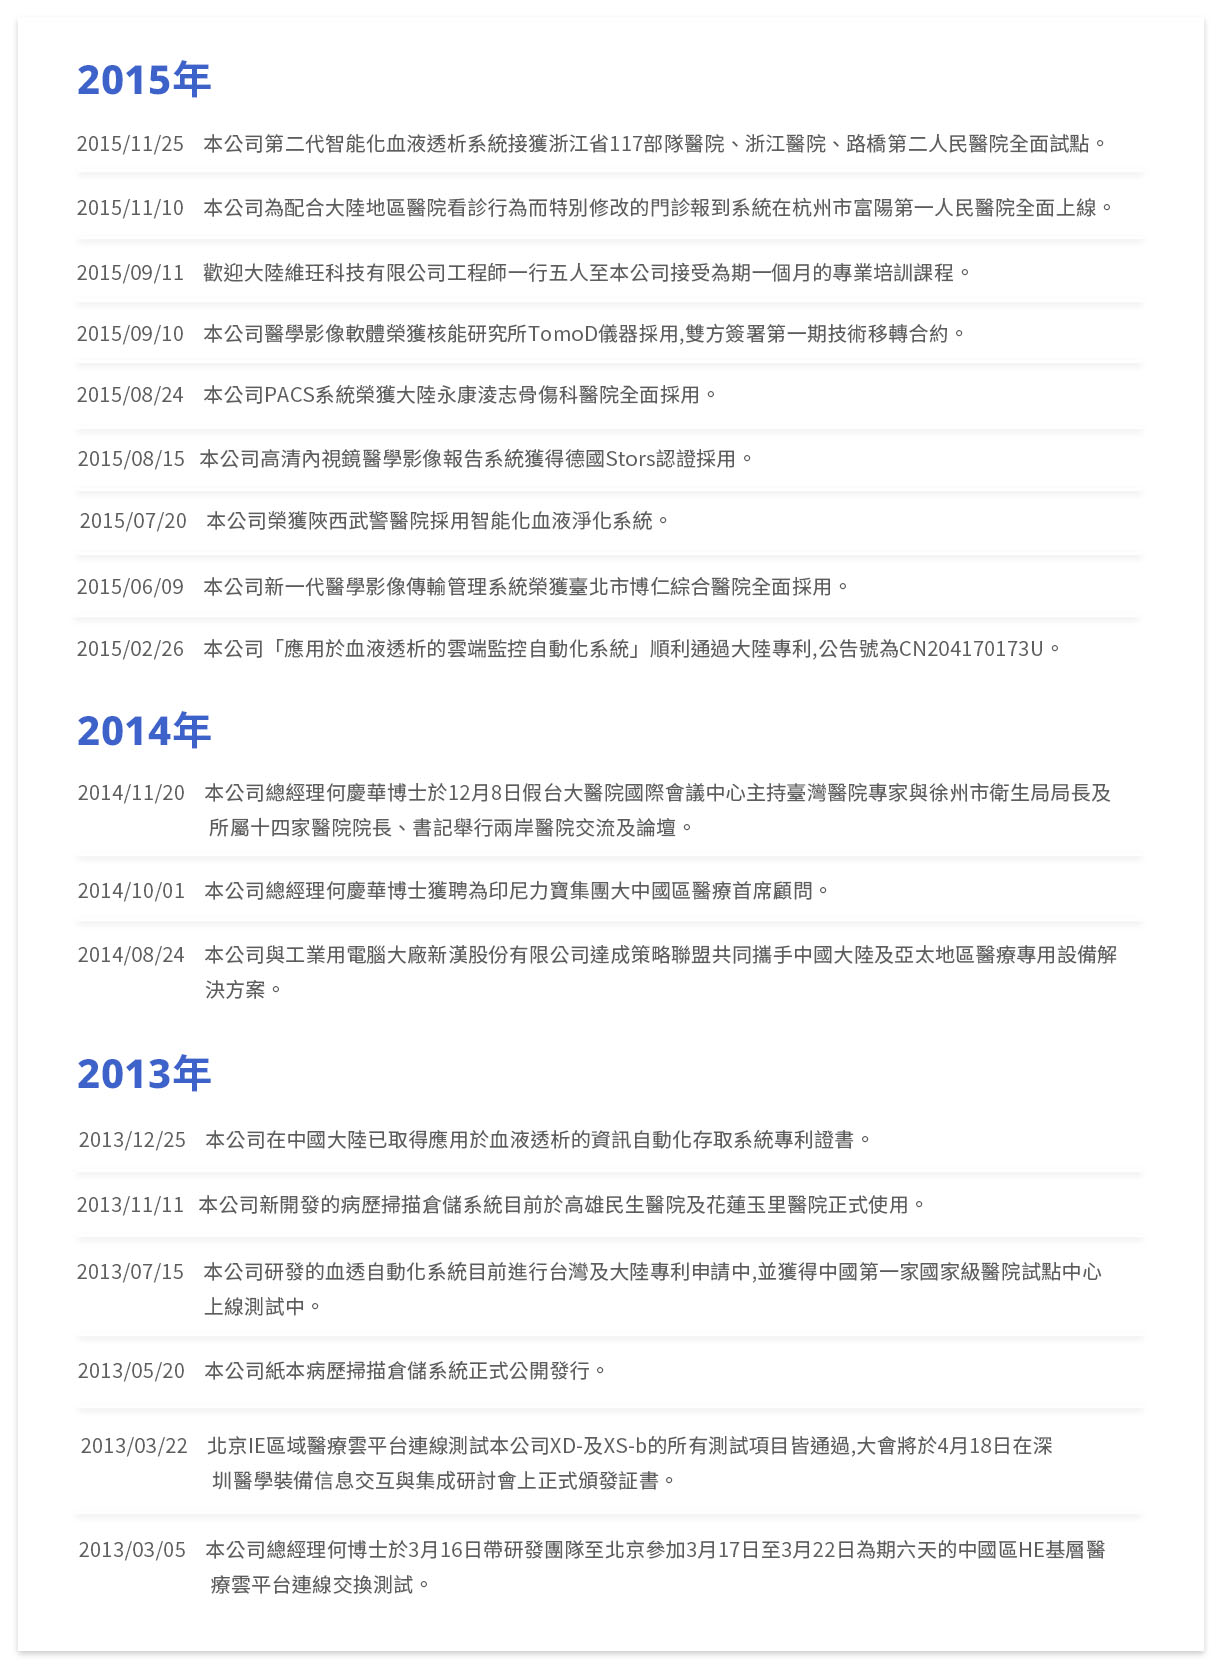 2015年
2015/11/25 本公司第二代智能化血液透析系統接獲浙江省117部隊醫院、浙江醫院、路橋第二人民醫院全面試點。
2015/11/10 本公司為配合大陸地區醫院看診行為而特別修改的門診報到系統在杭州市富陽第一人民醫院全面上線。
2015/09/11 歡迎大陸維玨科技有限公司工程師一行五人至本公司接受為期一個月的專業培訓課程。
2015/09/10 本公司醫學影像軟體榮獲核能研究所TomoD儀器採用,雙方簽署第一期技術移轉合約。
2015/08/24 本公司PACS系統榮獲大陸永康淩志骨傷科醫院全面採用。
2015/08/15 本公司高清內視鏡醫學影像報告系統獲得德國Stors認證採用。
2015/07/20 本公司榮獲陝西武警醫院採用智能化血液淨化系統。
2015/06/09 本公司新一代醫學影像傳輸管理系統榮獲臺北市博仁綜合醫院全面採用。
2015/02/26 本公司「應用於血液透析的雲端監控自動化系統」順利通過大陸專利,公告號為CN204170173U。
2014年
2014/11/20 本公司總經理何慶華博士於12月8日假台大醫院國際會議中心主持臺灣醫院專家與徐州市衛生局局長及
所屬十四家醫院院長、書記舉行兩岸醫院交流及論壇。
2014/10/01 本公司總經理何慶華博士獲聘為印尼力寶集團大中國區醫療首席顧問。
2014/08/24 本公司與工業用電腦大廠新漢股份有限公司達成策略聯盟共同攜手中國大陸及亞太地區醫療專用設備解
決方案。
2013年
2013/12/25 本公司在中國大陸已取得應用於血液透析的資訊自動化存取系統專利證書。
2013/11/11 本公司新開發的病歷掃描倉儲系統目前於高雄民生醫院及花蓮玉里醫院正式使用。
2013/07/15 本公司研發的血透自動化系統目前進行台灣及大陸專利申請中,並獲得中國第一家國家級醫院試點中心
上線測試中。
2013/05/20 本公司紙本病歷掃描倉儲系統正式公開發行。
2013/03/22 北京IE區域醫療雲平台連線測試本公司XD-及XS-b的所有測試項目皆通過,大會將於4月18日在深
圳醫學裝備信息交互與集成研討會上正式頒發証書。
2013/03/05 本公司總經理何博士於3月16日帶研發團隊至北京參加3月17日至3月22日為期六天的中國區HE基層醫
療雲平台連線交換測試。